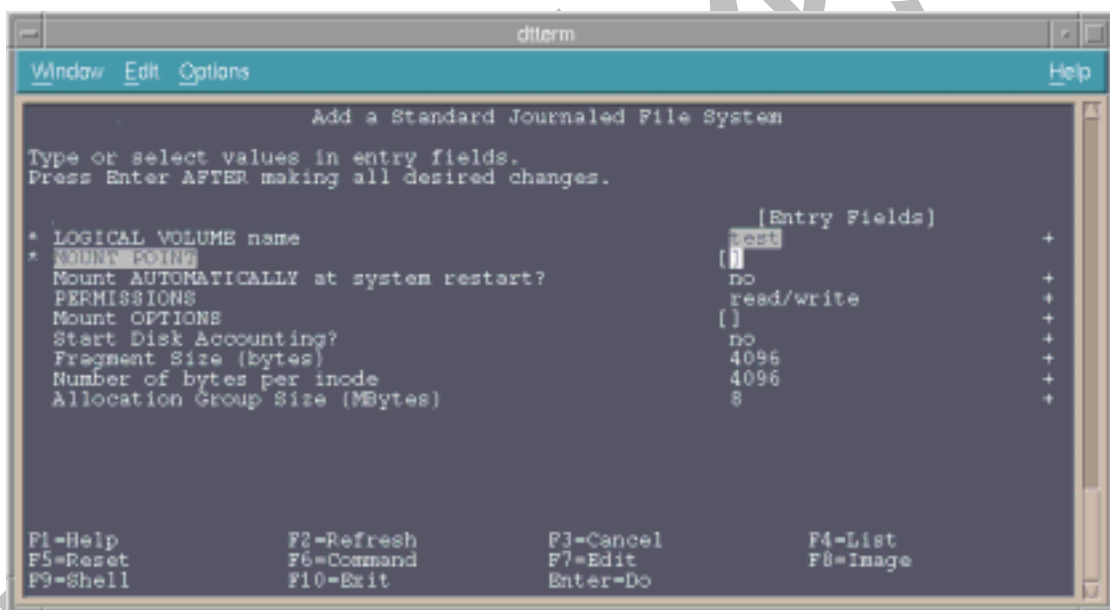 dtterm
Window Edit Options Help
Add a Standard Journaled File System
Type or select values in entry fields.
Press Enter AFTER making all desired changes.
[Entry Fields]
* LOGICAL VOLUME name test +
* MOUNT POINT []
Mount AUTOMATICALLY at system restart? no +
PERMISSIONS read/write +
Mount OPTIONS [] +
Start Disk Accounting? no +
Fragment Size (bytes) 4096 +
Number of bytes per inode 4096 +
Allocation Group Size (MBytes) 8 +
F1=Help F2=Refresh F3=Cancel F4=List
F5=Reset F6=Command F7=Edit F8=Image
F9=Shell F10=Exit Enter=Do